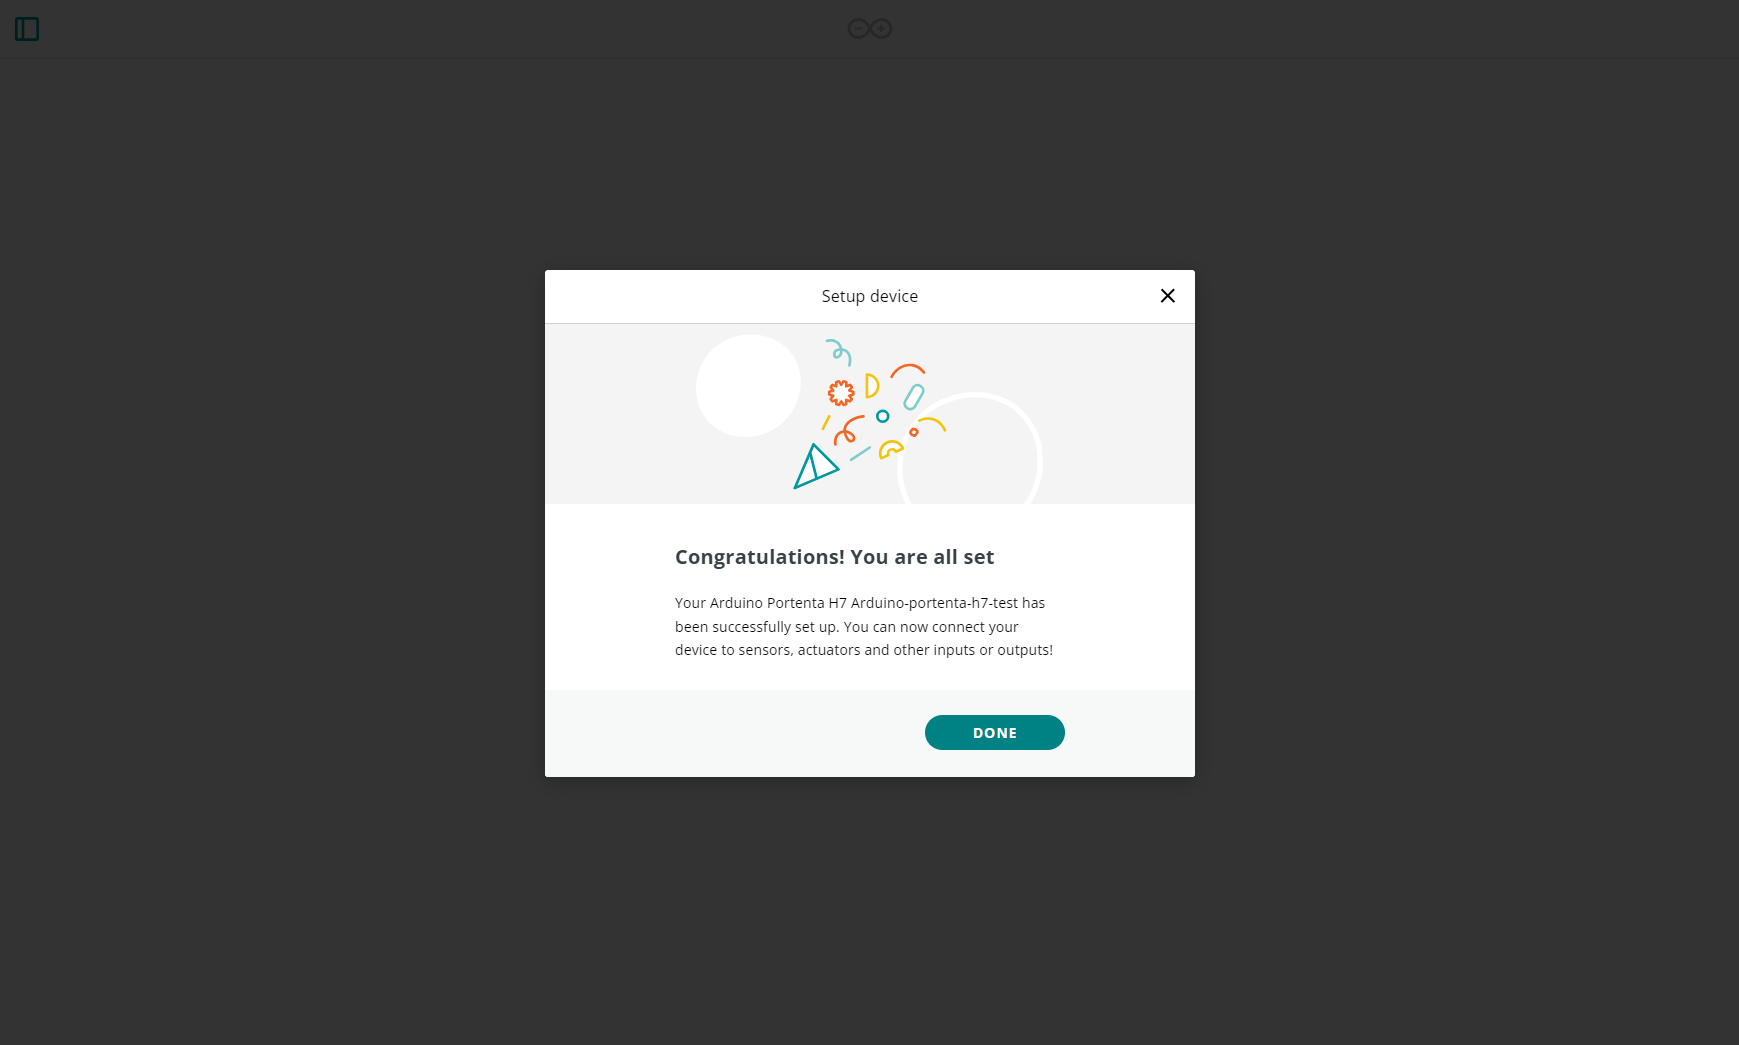 Setup device
Congratulations! You are all set
Your Arduino Portenta H7 Arduino-portenta-h7-test has
been successfully set up. You can now connect your
device to sensors, actuators and other inputs or outputs!
DONE